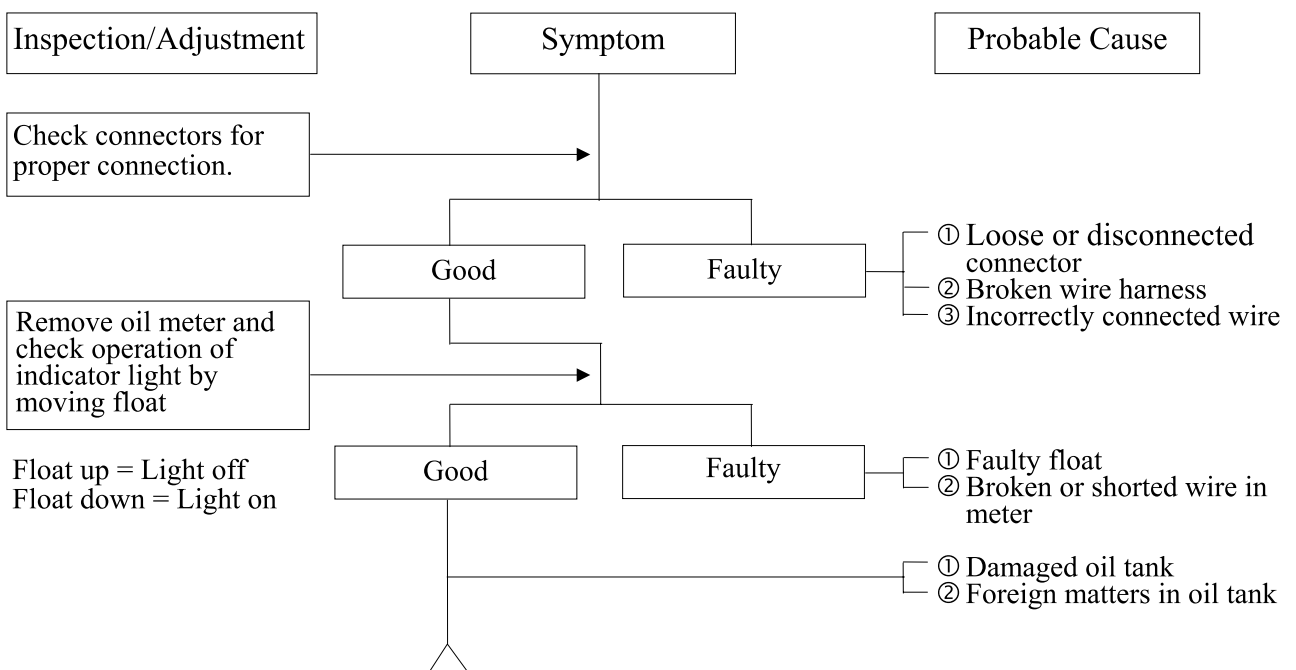 Inspection/Adjustment
Symptom
Probable Cause
Check connectors for
proper connection.
Good
Faulty
① Loose or disconnected
connector
② Broken wire harness
③ Incorrectly connected wire
Remove oil meter and
check operation of
indicator light by
moving float
Float up = Light off
Float down = Light on
Good
Faulty
① Faulty float
② Broken or shorted wire in
meter
① Damaged oil tank
② Foreign matters in oil tank